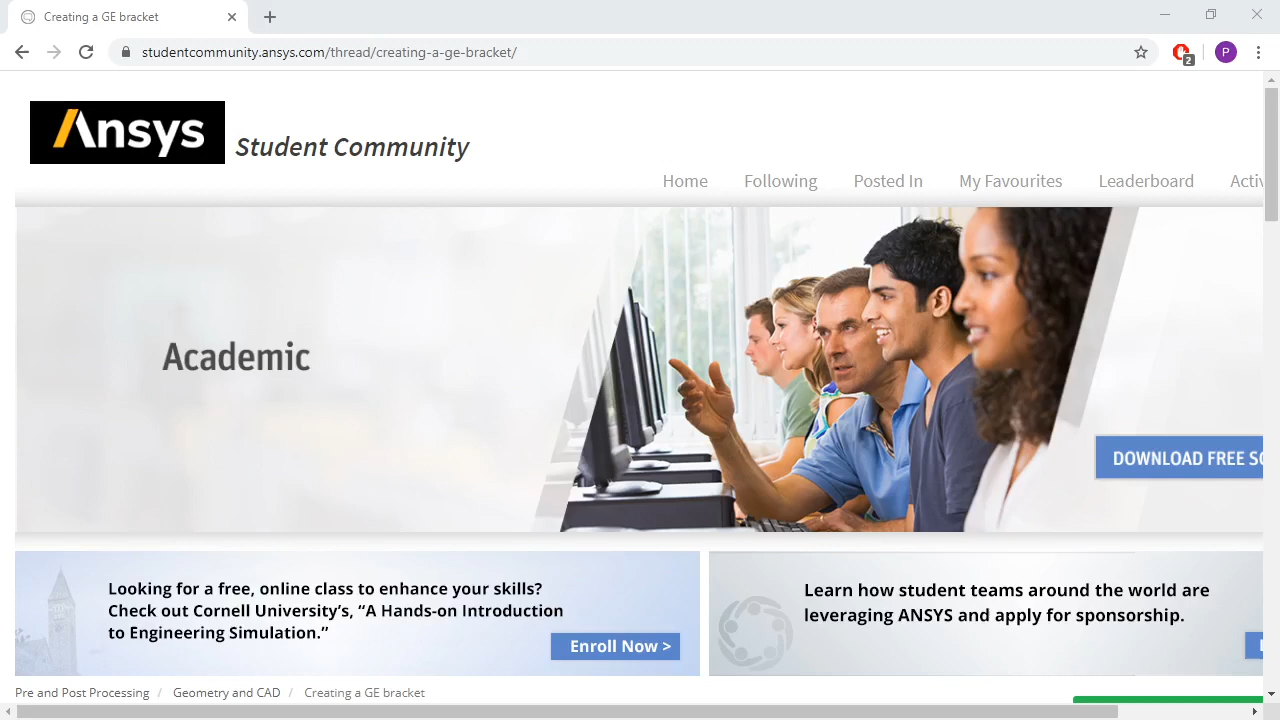 Creating a GE bracket
studentcommunity.ansys.com/thread/creating-a-ge-bracket/
2
P
Ansys
Student Community
Home Following Posted In My Favourites Leaderboard Activ
Academic
DOWNLOAD FREE SO
Looking for a free, online class to enhance your skills?
Check out Cornell University's, “A Hands-on Introduction
to Engineering Simulation.”
Enroll Now >
Learn how student teams around the world are
leveraging ANSYS and apply for sponsorship.
Pre and Post Processing / Geometry and CAD / Creating a GE bracket